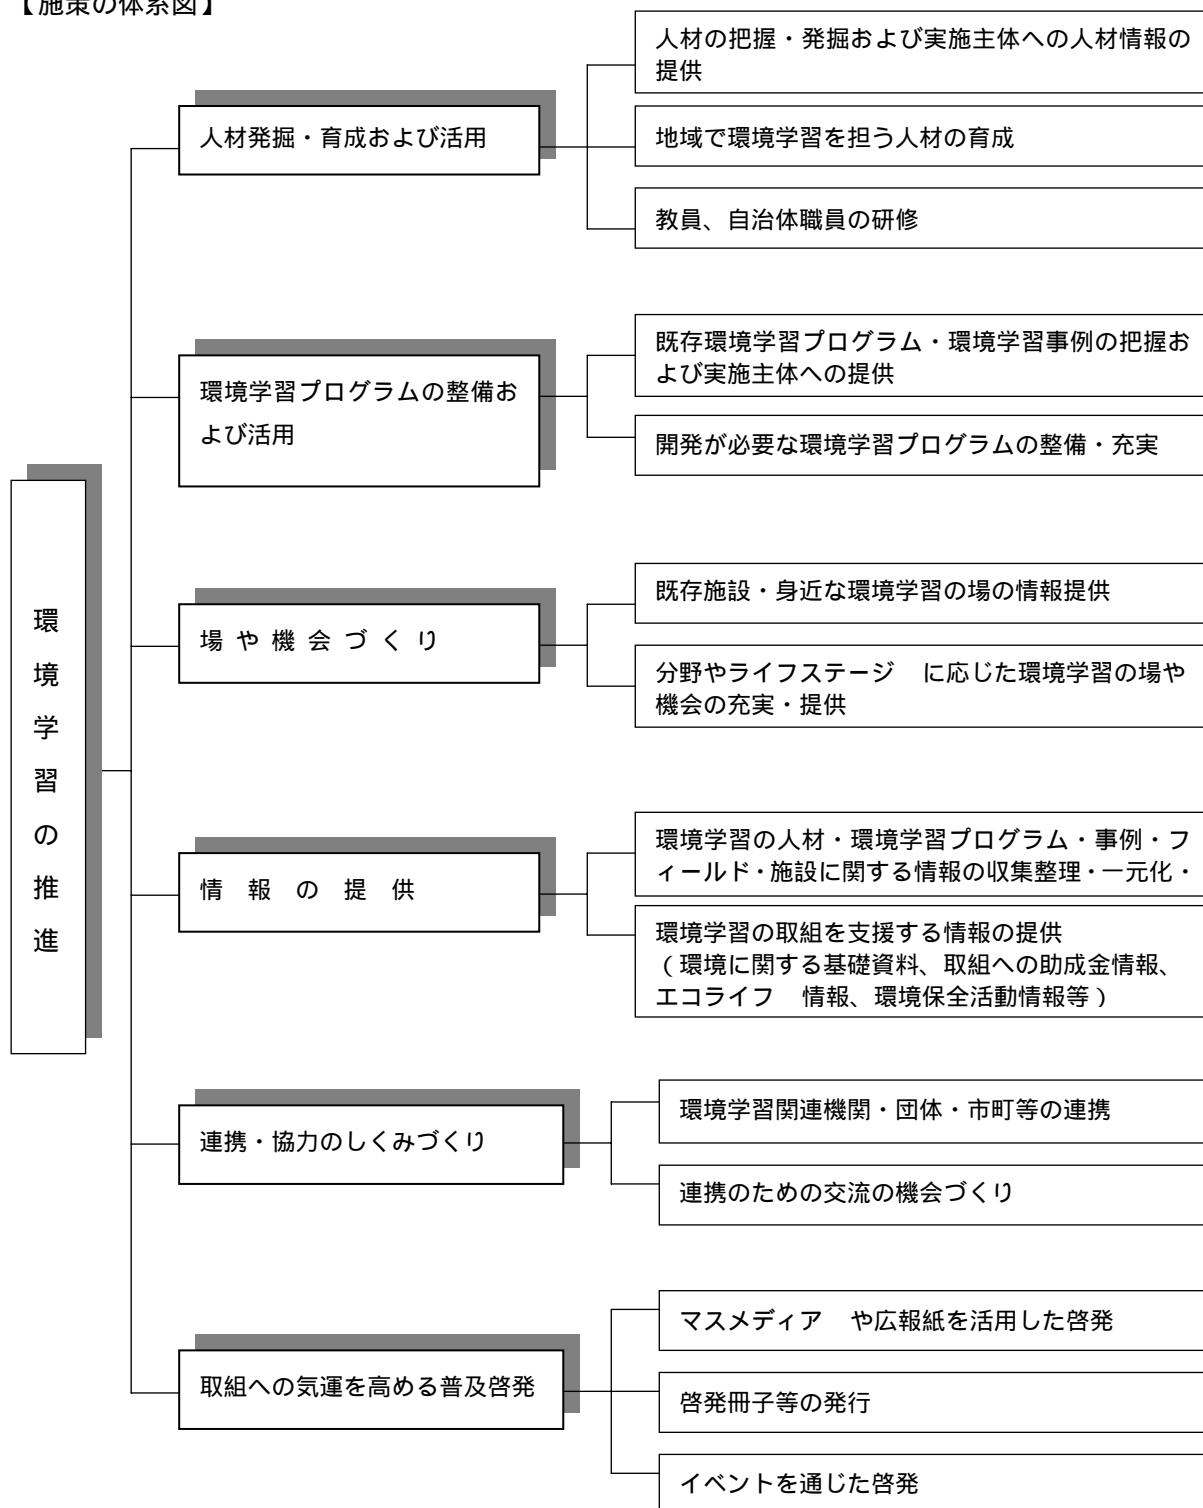 【施策の体系図】
人材の把握・発掘および実施主体への人材情報の
提供
人材発掘・育成および活用
地域で環境学習を担う人材の育成
教員、自治体職員の研修
既存環境学習プログラム・環境学習事例の把握お
よび実施主体への提供
環境学習プログラムの整備お
よび活用
開発が必要な環境学習プログラムの整備・充実
環境学習の推進
既存施設・身近な環境学習の場の情報提供
場や機会づくり
分野やライフステージ　に応じた環境学習の場や
機会の充実・提供
環境学習の人材・環境学習プログラム・事例・フ
ィールド・施設に関する情報の収集整理・一元化・
情報の提供
環境学習の取組を支援する情報の提供
（環境に関する基礎資料、取組への助成金情報、
エコライフ　情報、環境保全活動情報等）
環境学習関連機関・団体・市町等の連携
連携・協力のしくみづくり
連携のための交流の機会づくり
マスメディア　や広報紙を活用した啓発
取組への気運を高める普及啓発
啓発冊子等の発行
イベントを通じた啓発